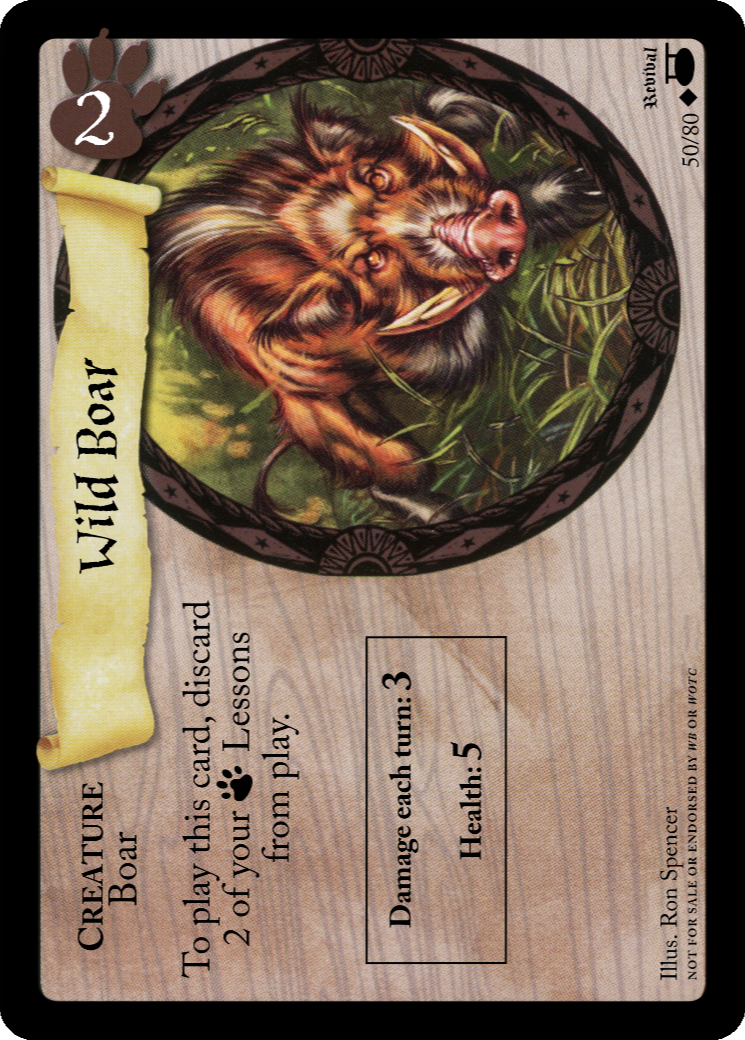 2
Wild Boar
CREATURE
Boar
To play this card, discard
2 of your Lessons
from play.
Damage each turn: 3
Health: 5
Illus. Ron Spencer
NOT FOR SALE OR ENDORSED BY WB OR WOTC
Revival
50/80